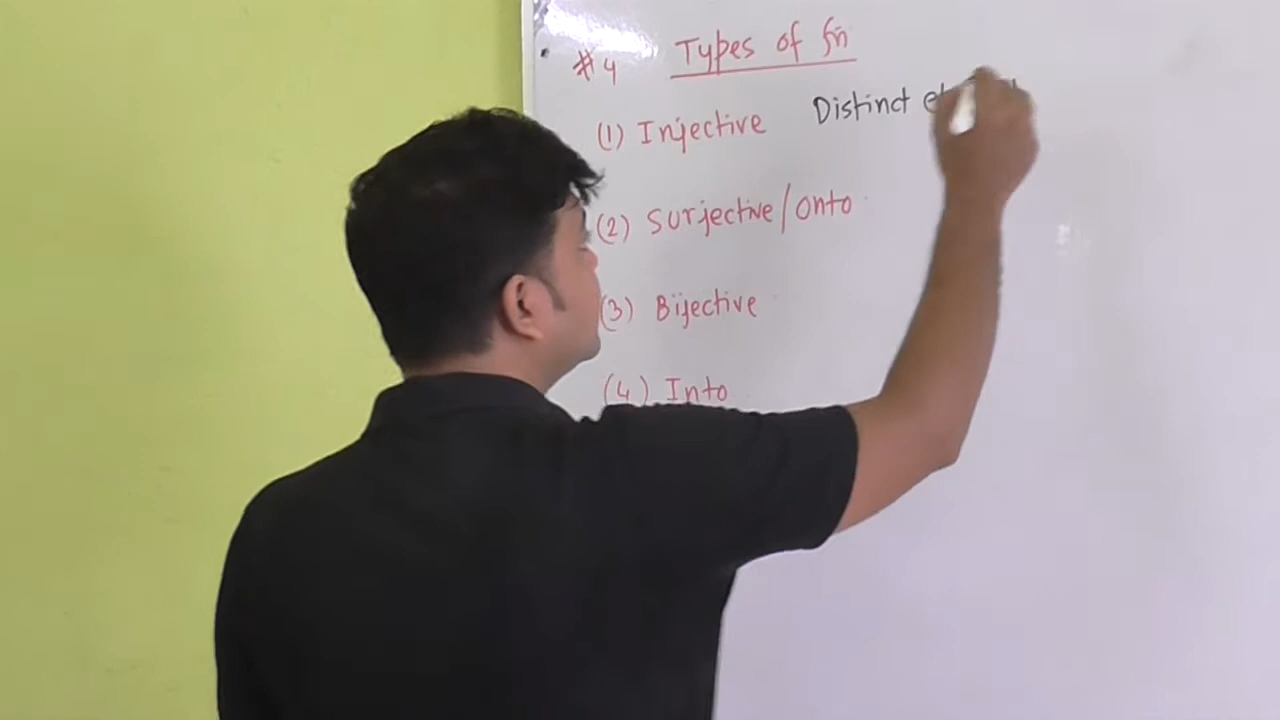 #4 Types of fn̄
(1) Injective Distinct
(2) Surjective/Onto
(3) Bijective
(4) Into